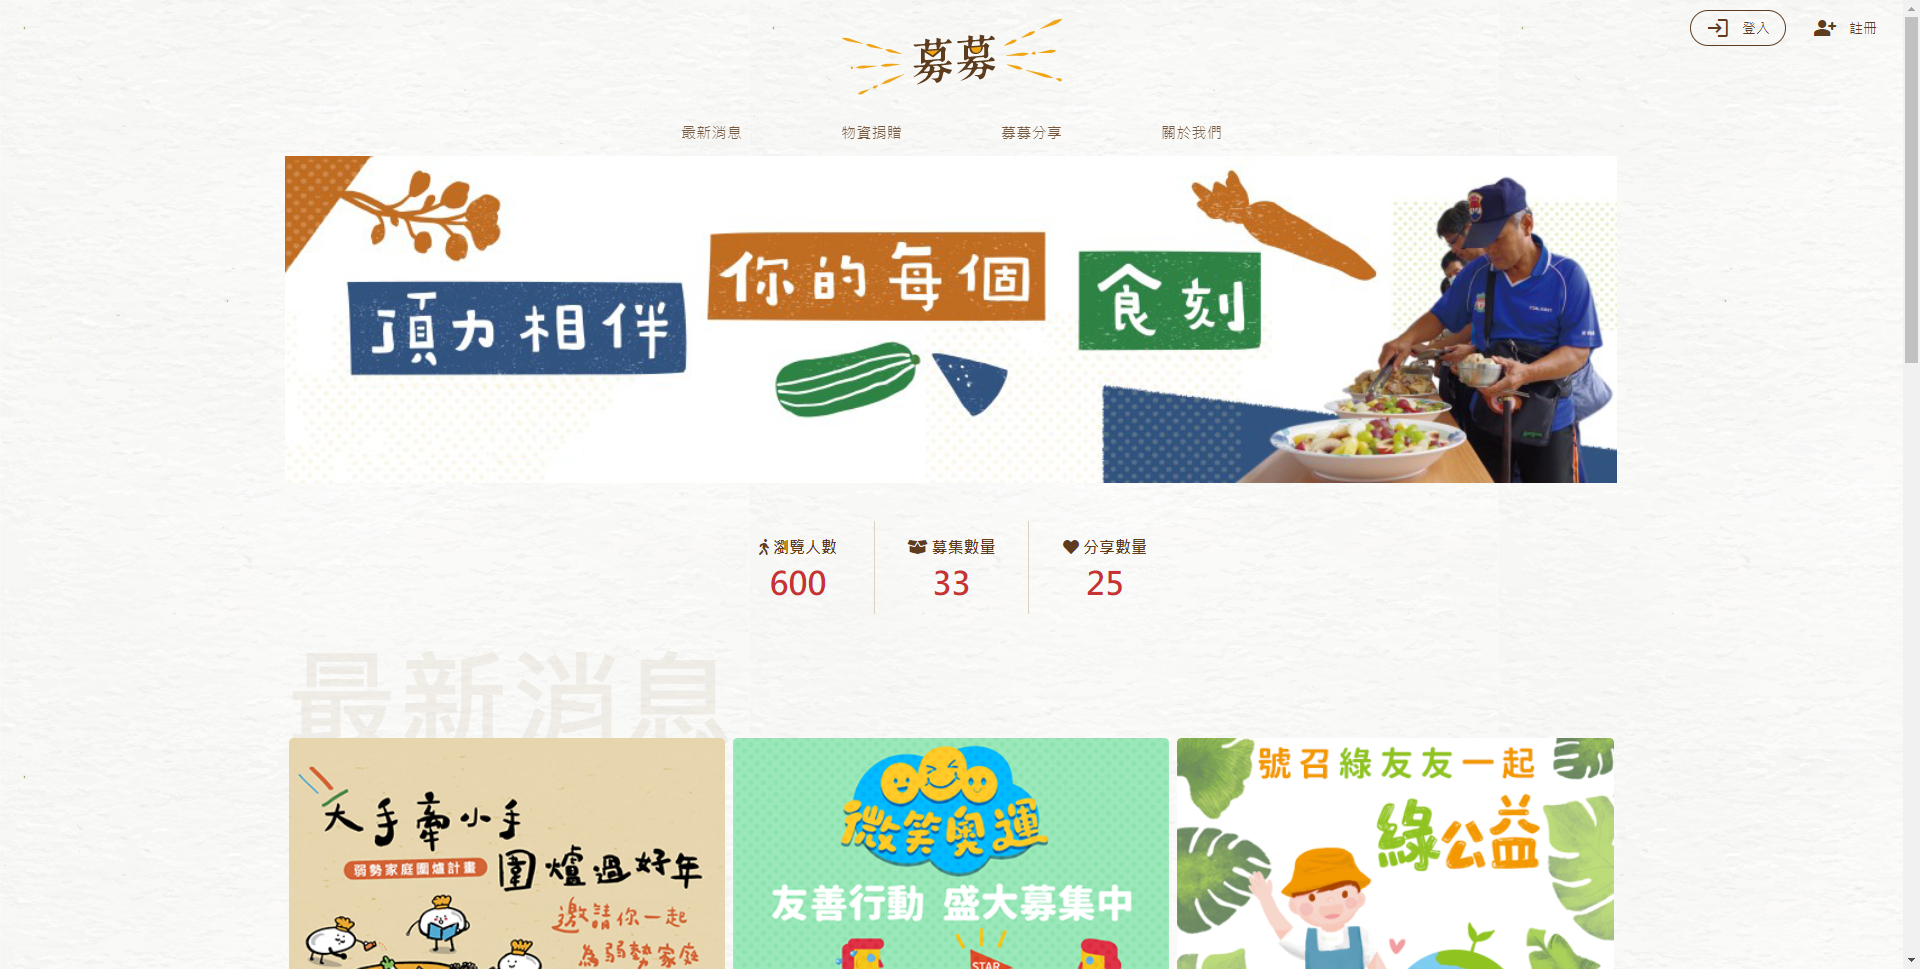 登入
註冊
募募
最新消息
物資捐贈
募募分享
關於我們
頂力相伴
你的每個
食刻
瀏覽人數
600
募集數量
33
分享數量
25
最新消息
大手牽小手
弱勢家庭圍爐計畫
圍爐過好年
邀請你一起
為弱勢家庭
微笑奧運
友善行動 盛大募集中
STAR
號召綠友友一起
綠公益